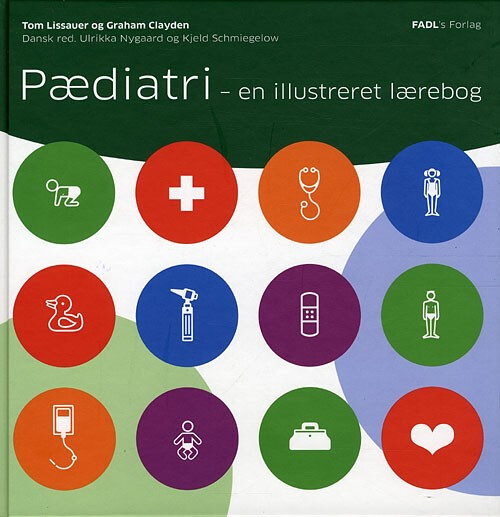 Tom Lissauer og Graham Clayden
FADL's Forlag
Dansk red. Ulrikka Nygaard og Kjeld Schmiegelow
Pædiatri – en illustreret lærebog